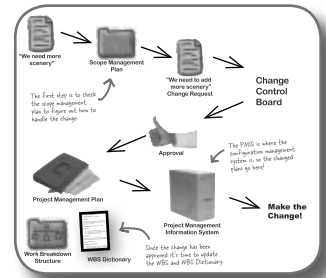 "We need more
scenery"
Scope Management
Plan
"We need to add
more scenery"
Change Request
Change
Control
Board
The first step is to check
the scope management
plan to figure out how to
handle the change.
Approval
The PMIS is where the
configuration management
system is, so the changed
plans go here!
Project Management Plan
Project Management
Information System
Make the
Change!
Work Breakdown
Structure
WBS Dictionary
Since the change has been
approved it's time to update
the WBS and WBS Dictionary